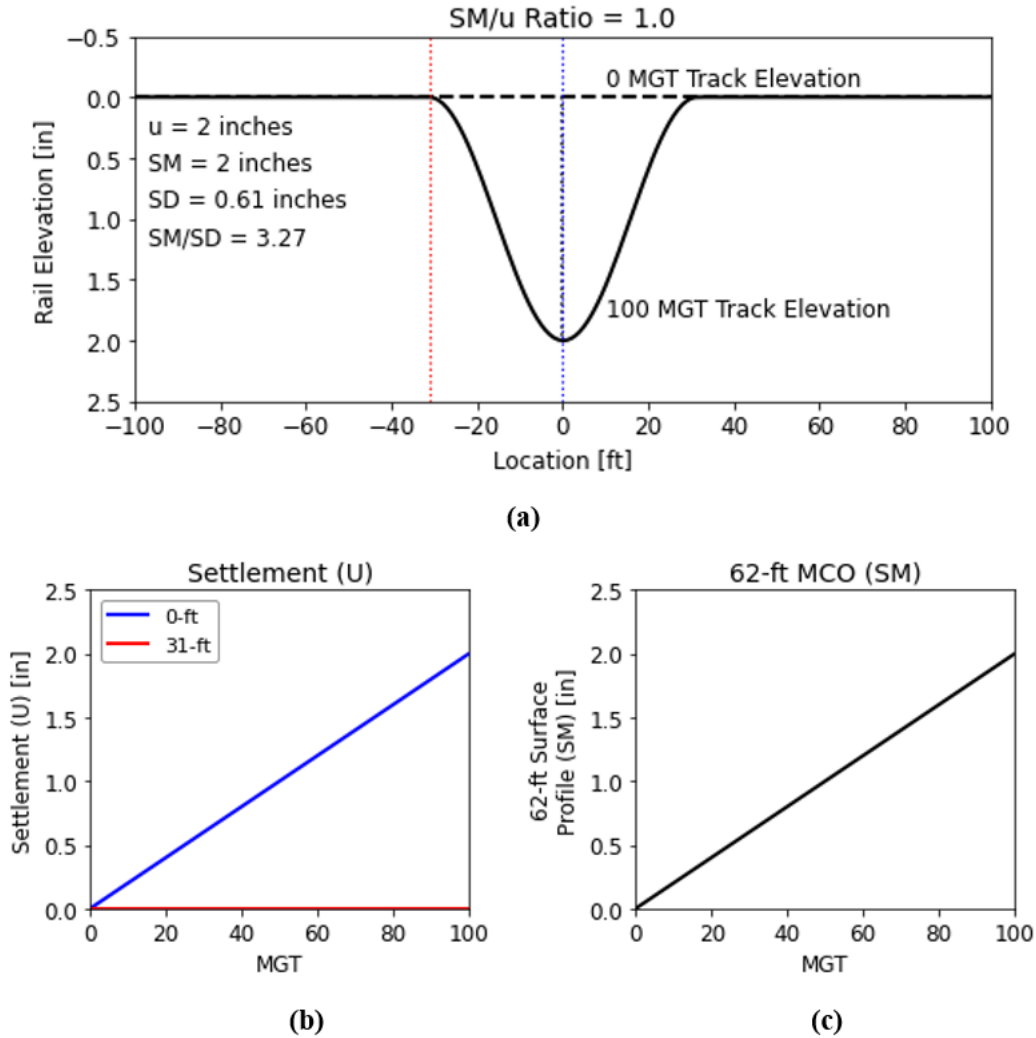 SM/u Ratio = 1.0
−0.5
0.0
0.5
1.0
1.5
2.0
2.5
Rail Elevation [in]
0 MGT Track Elevation
u = 2 inches
SM = 2 inches
SD = 0.61 inches
SM/SD = 3.27
100 MGT Track Elevation
−100 −80 −60 −40 −20 0 20 40 60 80 100
Location [ft]
(a)
Settlement (U)
2.5
2.0
1.5
1.0
0.5
0.0
Settlement (U) [in]
0-ft
31-ft
0 20 40 60 80 100
MGT
(b)
62-ft MCO (SM)
2.5
2.0
1.5
1.0
0.5
0.0
62-ft Surface
Profile (SM) [in]
0 20 40 60 80 100
MGT
(c)